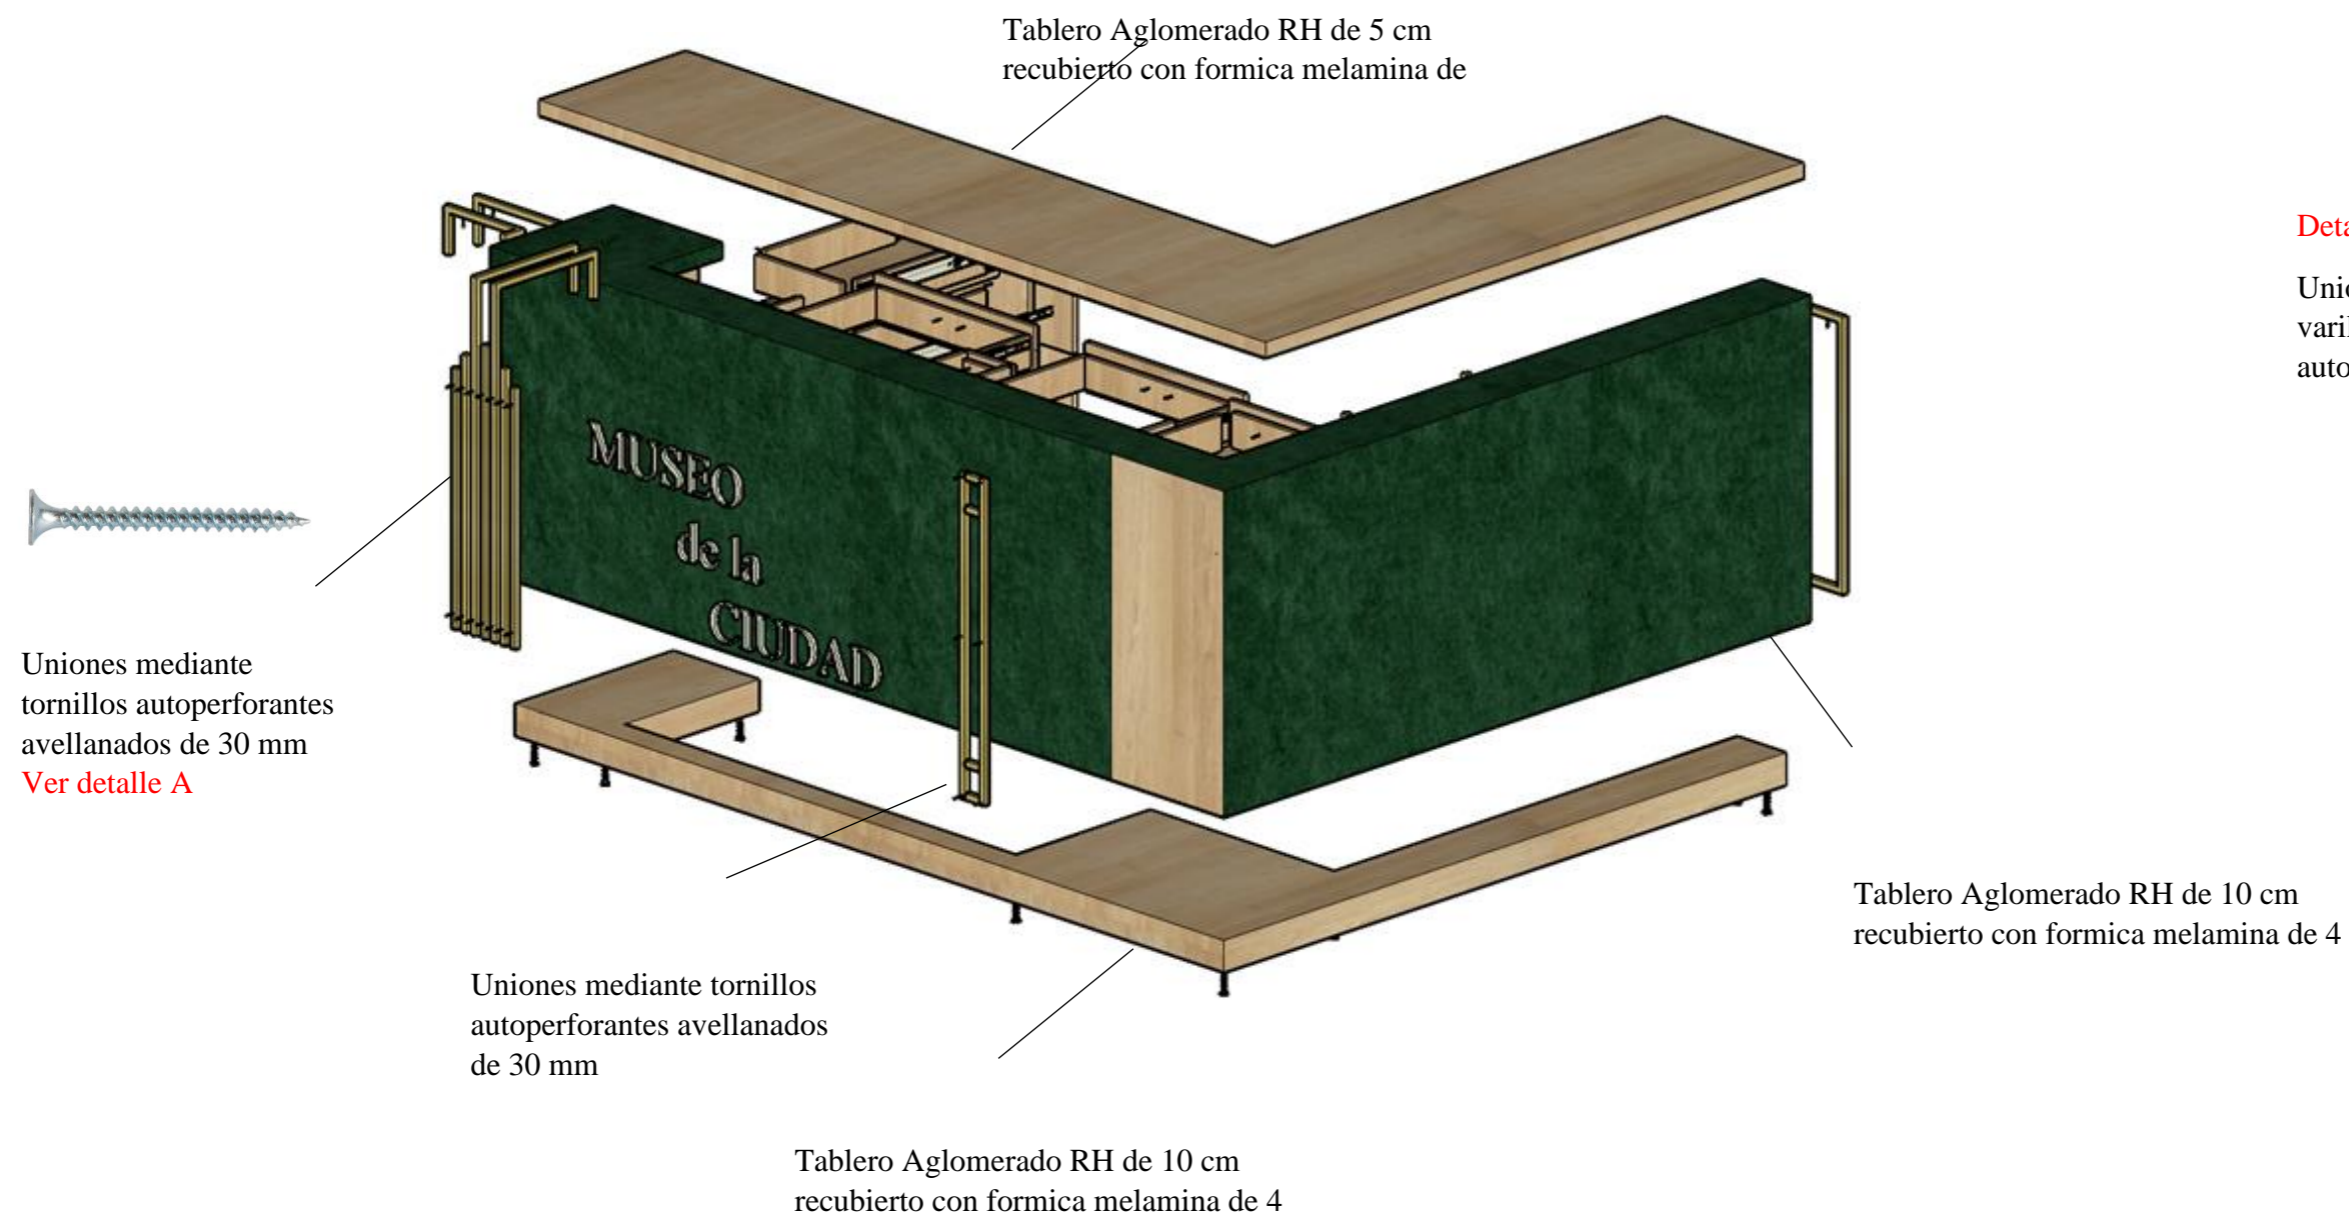 Tablero Aglomerado RH de 5 cm
recubierto con formica melamina de
MUSEO
de la
CIUDAD
Uniones mediante
tornillos autoperforantes
avellanados de 30 mm
Ver detalle A
Uniones mediante tornillos
autoperforantes avellanados
de 30 mm
Tablero Aglomerado RH de 10 cm
recubierto con formica melamina de 4
Tablero Aglomerado RH de 10 cm
recubierto con formica melamina de 4